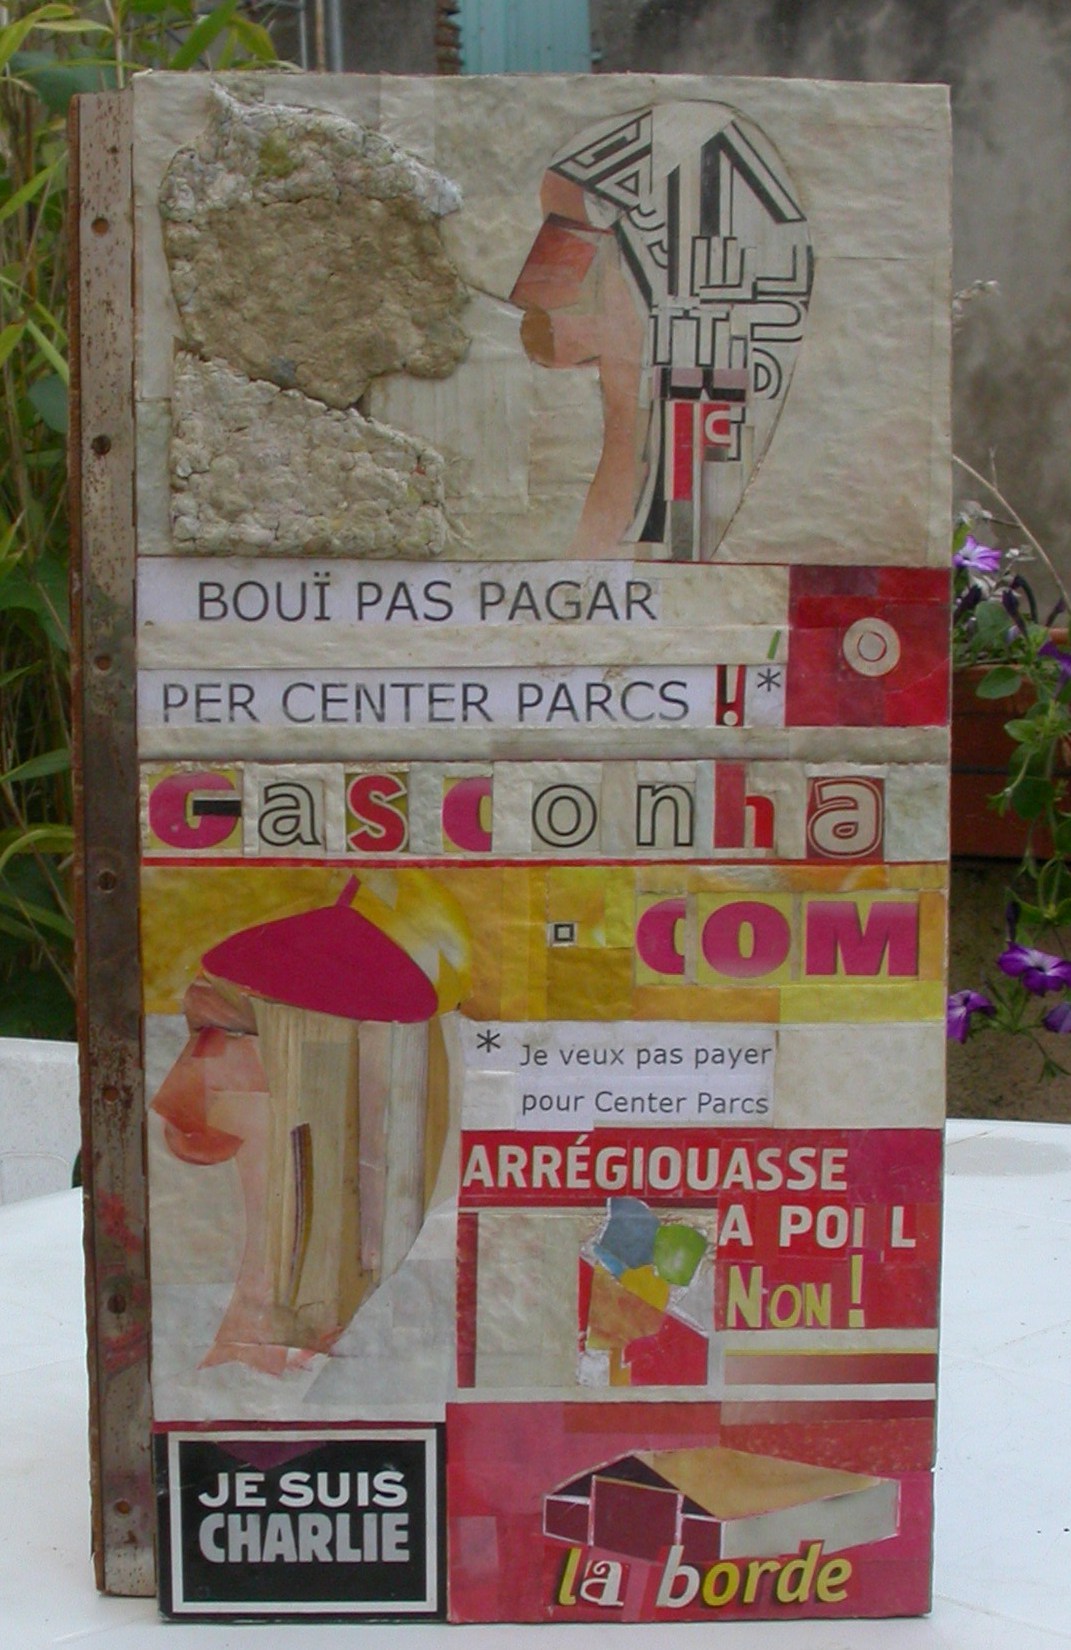 BOUÏ PAS PAGAR
PER CENTER PARCS !*
Gasconha
. COM
* Je veux pas payer
pour Center Parcs
ARRÉGIOUASSE
A POIL
NON !
JE SUIS
CHARLIE
la borde